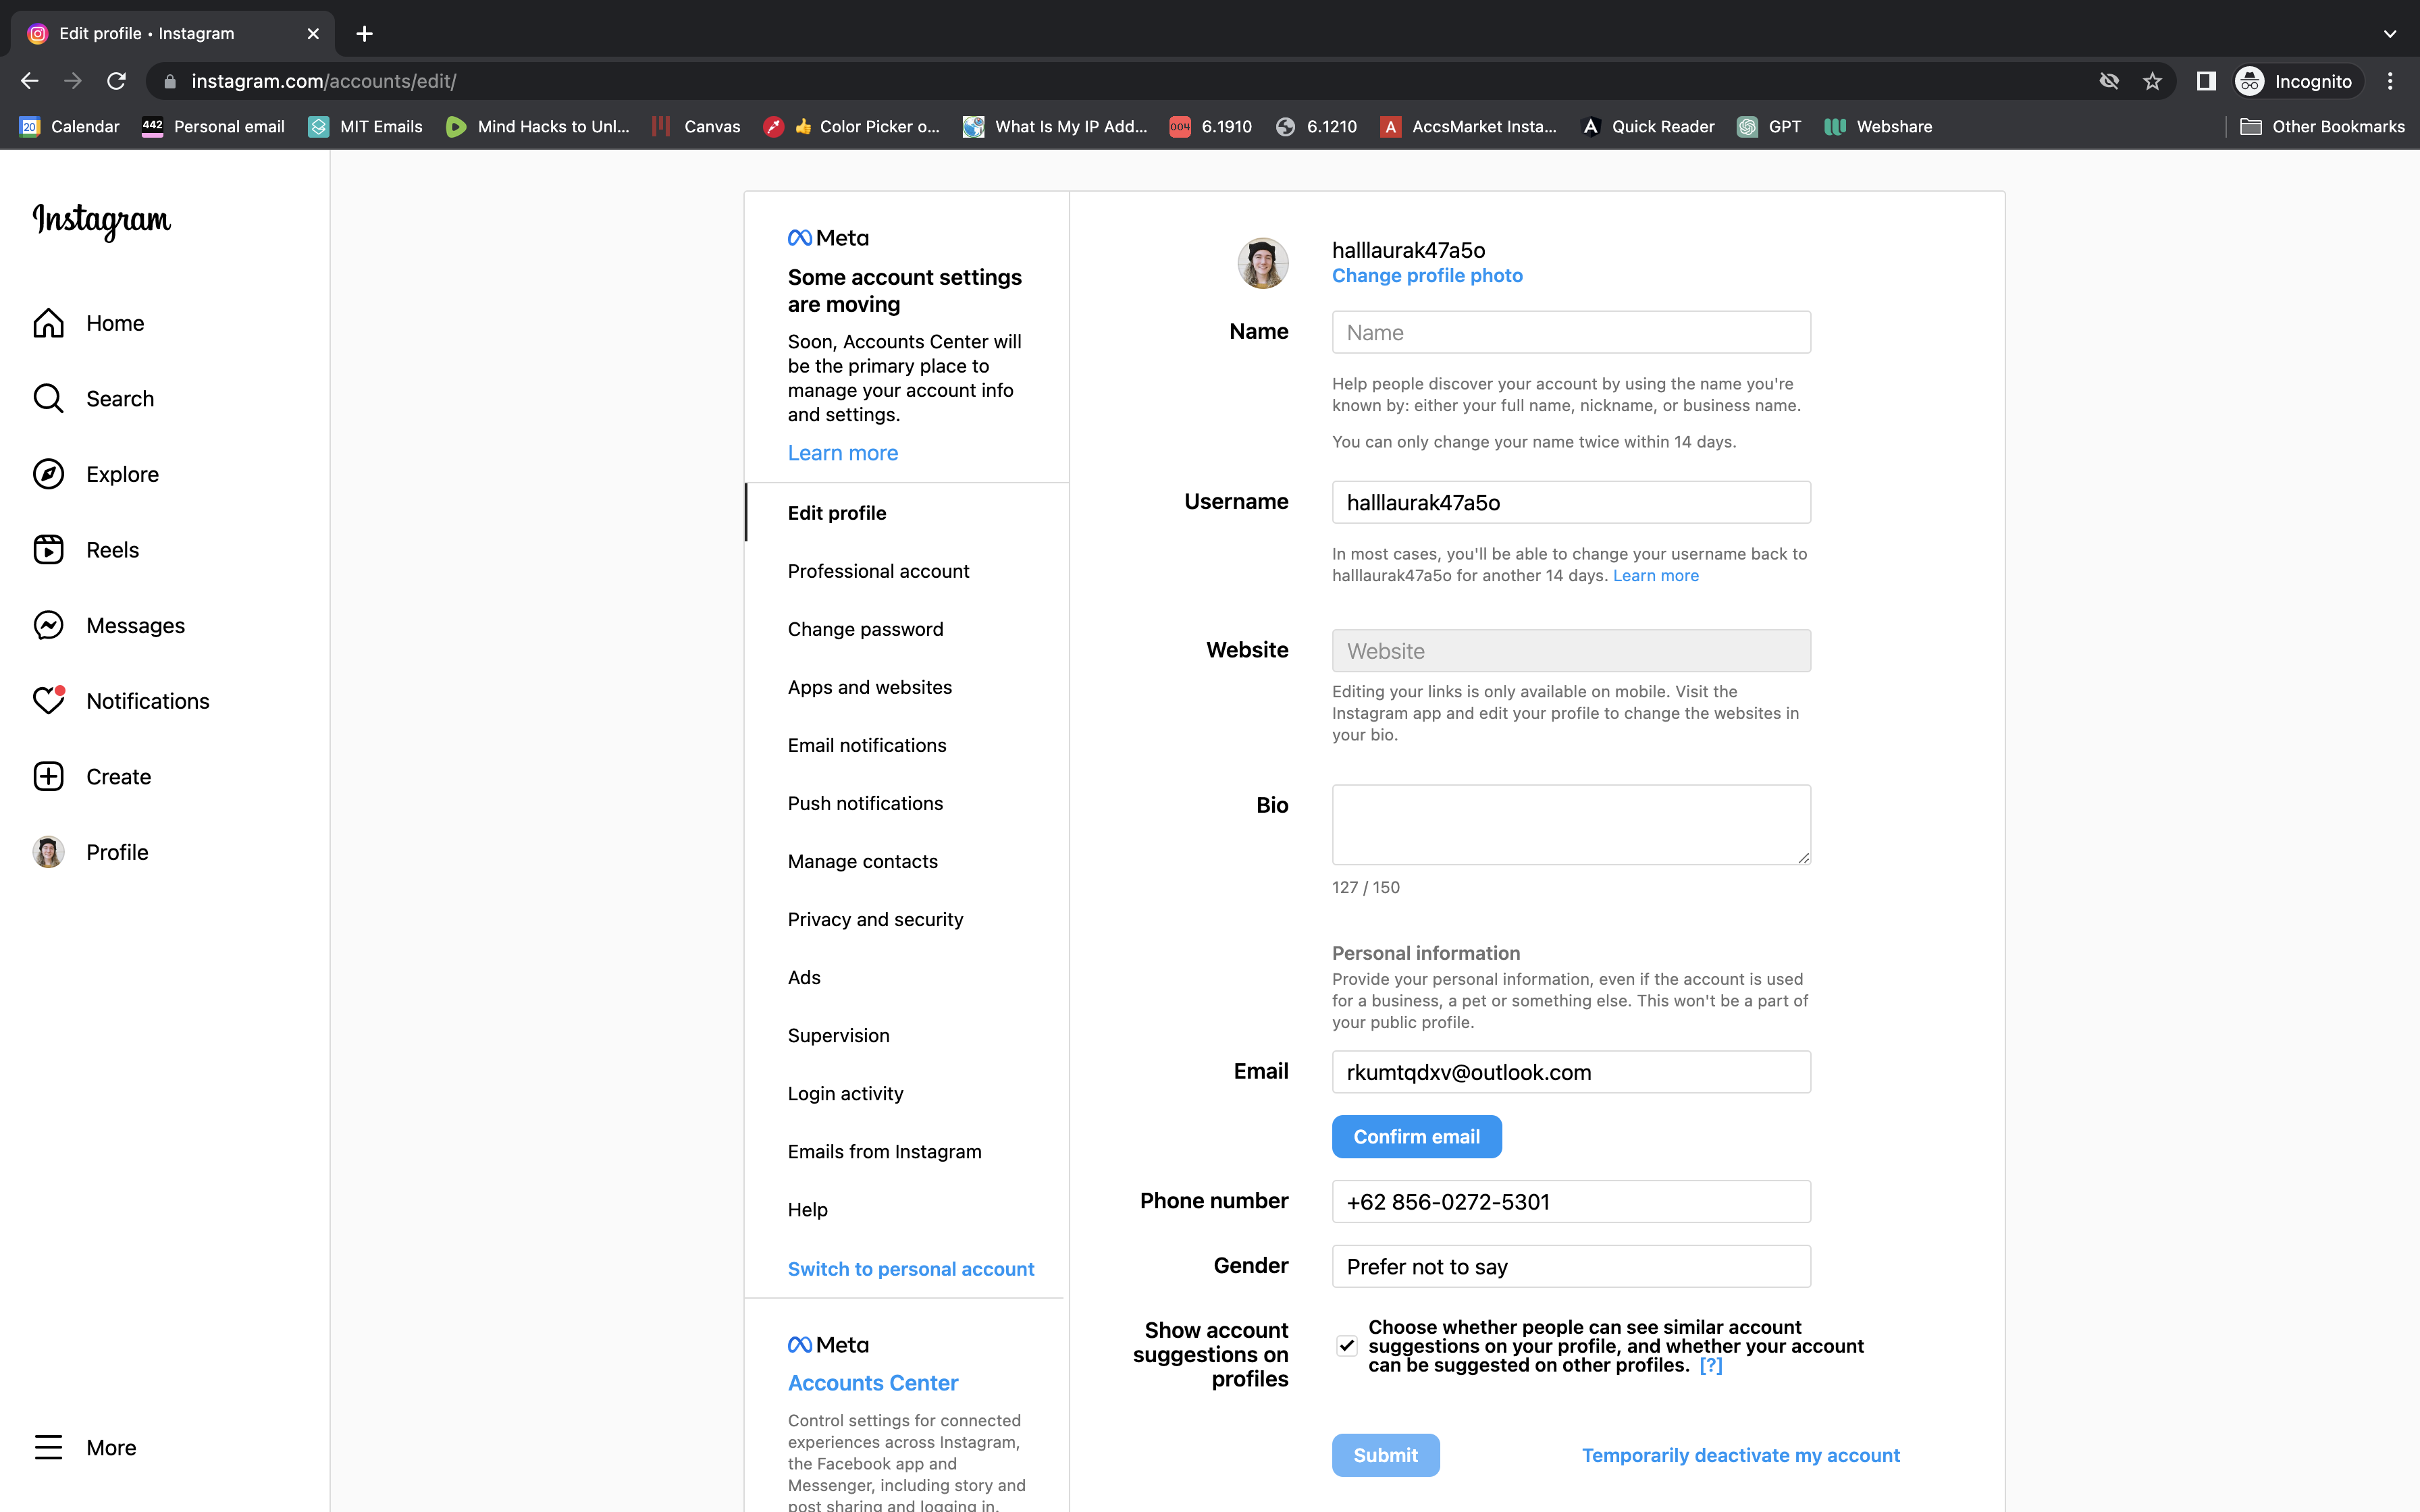 Edit profile • Instagram
instagram.com/accounts/edit/
Incognito
20 Calendar
442 Personal email
MIT Emails
Mind Hacks to Unl...
Canvas
👍 Color Picker o...
What Is My IP Add...
004 6.1910
6.1210
A AccsMarket Insta...
Quick Reader
GPT
Webshare
Other Bookmarks
Instagram
Home
Search
Explore
Reels
Messages
Notifications
Create
Profile
More
Meta
Some account settings
are moving
Soon, Accounts Center will
be the primary place to
manage your account info
and settings.
Learn more
Edit profile
Professional account
Change password
Apps and websites
Email notifications
Push notifications
Manage contacts
Privacy and security
Ads
Supervision
Login activity
Emails from Instagram
Help
Switch to personal account
Meta
Accounts Center
Control settings for connected
experiences across Instagram,
the Facebook app and
Messenger, including story and
post sharing and logging in.
halllaurak47a5o
Change profile photo
Name
Name
Help people discover your account by using the name you're
known by: either your full name, nickname, or business name.
You can only change your name twice within 14 days.
Username
halllaurak47a5o
In most cases, you'll be able to change your username back to
halllaurak47a5o for another 14 days. Learn more
Website
Website
Editing your links is only available on mobile. Visit the
Instagram app and edit your profile to change the websites in
your bio.
Bio
127 / 150
Personal information
Provide your personal information, even if the account is used
for a business, a pet or something else. This won't be a part of
your public profile.
Email
rkumtqdxv@outlook.com
Confirm email
Phone number
+62 856-0272-5301
Gender
Prefer not to say
Show account
suggestions on
profiles
Choose whether people can see similar account
suggestions on your profile, and whether your account
can be suggested on other profiles. [?]
Submit
Temporarily deactivate my account